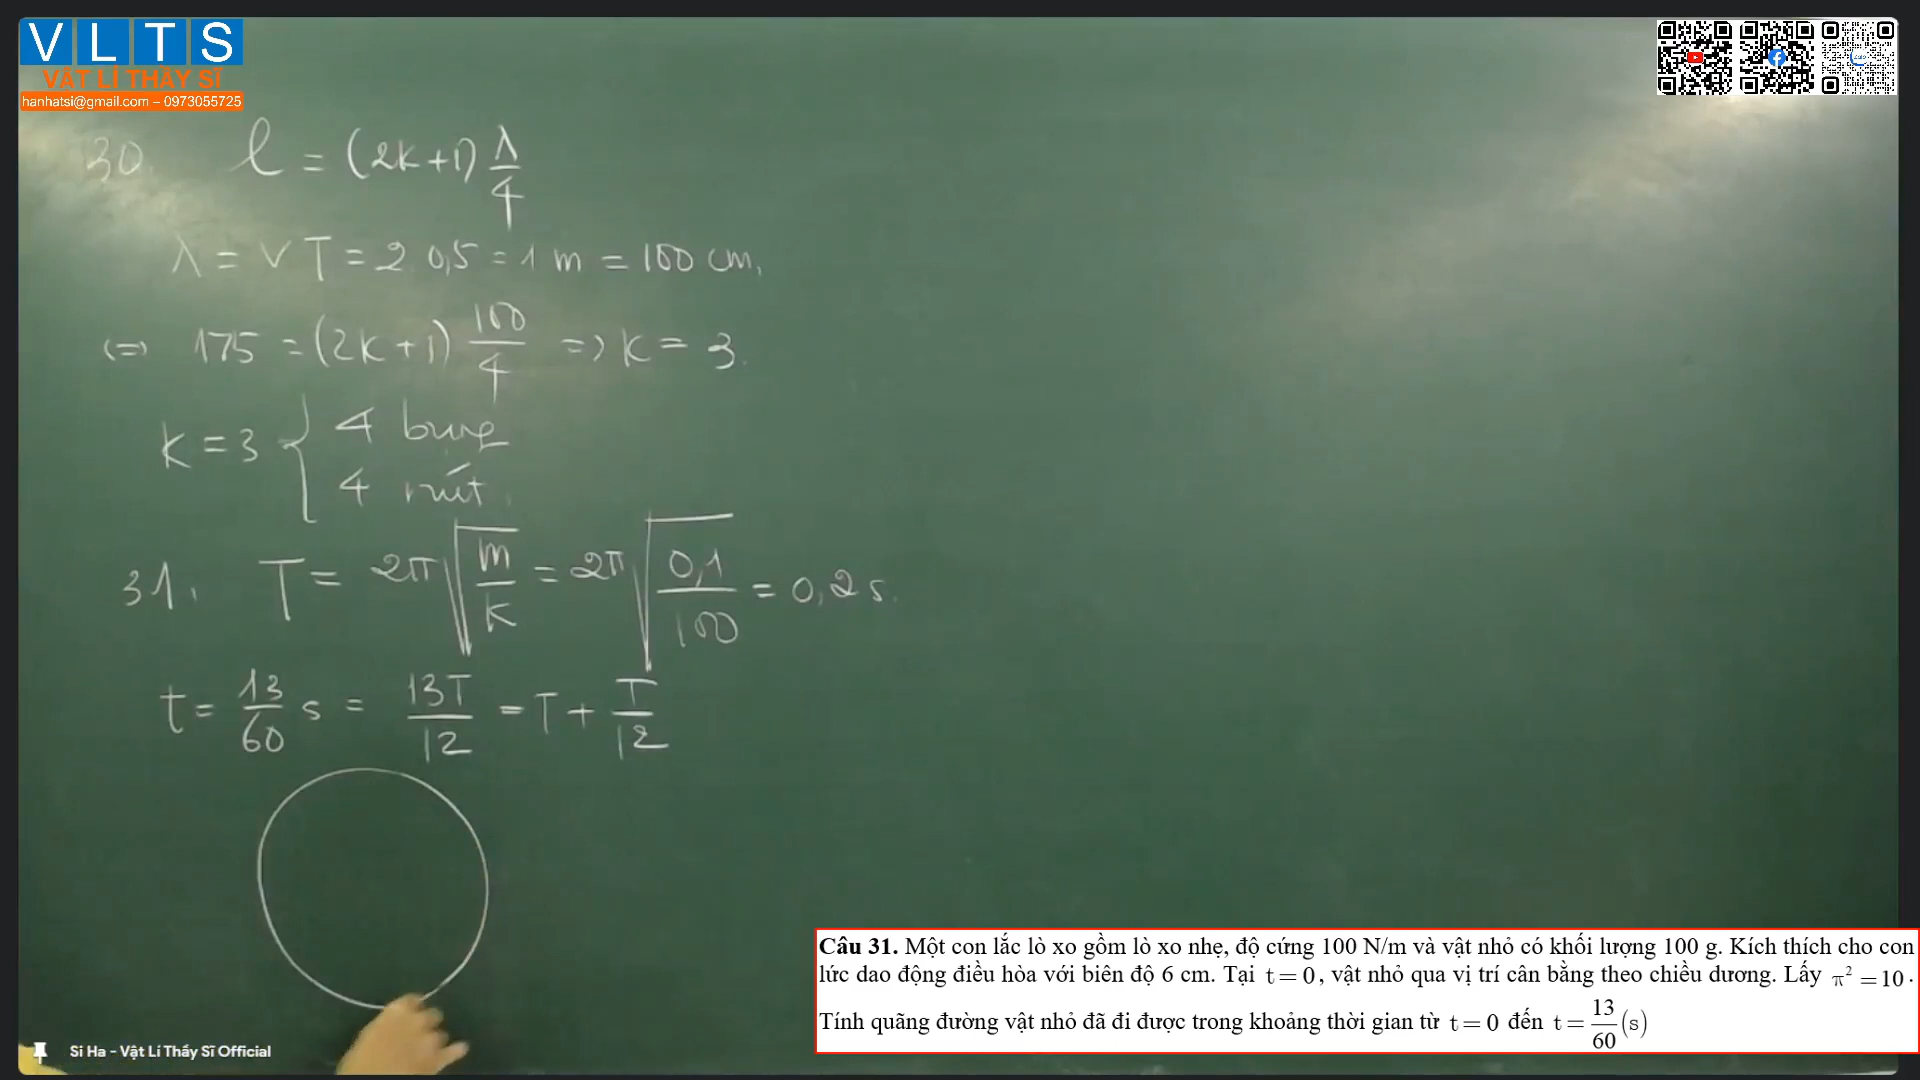 VLTS
VẬT LÍ THẦY SĨ
hanhatsi@gmail.com – 0973055725
30. l = (2k+1) λ/4
λ = vT = 2.0,5 = 1 m = 100 cm.
(=) 175 = (2k+1) 100/4 => k = 3.
k = 3 { 4 bụng
4 nút.
31. T = 2π√(m/k) = 2π√(0,1/100) = 0,2 s.
t = 13/60 s = 13T/12 = T + T/12
Câu 31. Một con lắc lò xo gồm lò xo nhẹ, độ cứng 100 N/m và vật nhỏ có khối lượng 100 g. Kích thích cho con
lức dao động điều hòa với biên độ 6 cm. Tại t = 0, vật nhỏ qua vị trí cân bằng theo chiều dương. Lấy π² = 10.
Tính quãng đường vật nhỏ đã đi được trong khoảng thời gian từ t = 0 đến t = 13/60 (s)
Si Ha - Vật Lí Thầy Sĩ Official